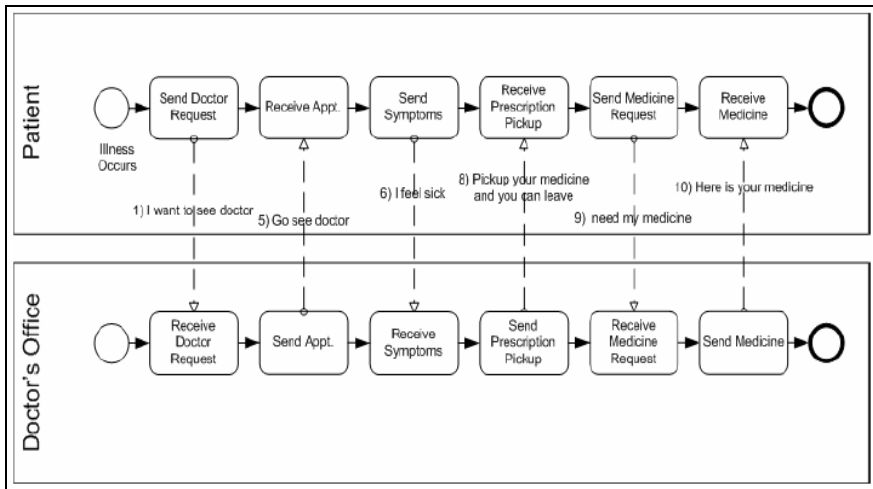 Patient
Send Doctor
Request
Receive Appt.
Send
Symptoms
Receive
Prescription
Pickup
Send Medicine
Request
Receive
Medicine
Illness
Occurs
1) I want to see doctor
5) Go see doctor
6) I feel sick
8) Pickup your medicine
and you can leave
9) need my medicine
10) Here is your medicine
Doctor's Office
Receive
Doctor
Request
Send Appt.
Receive
Symptoms
Send
Prescription
Pickup
Receive
Medicine
Request
Send Medicine